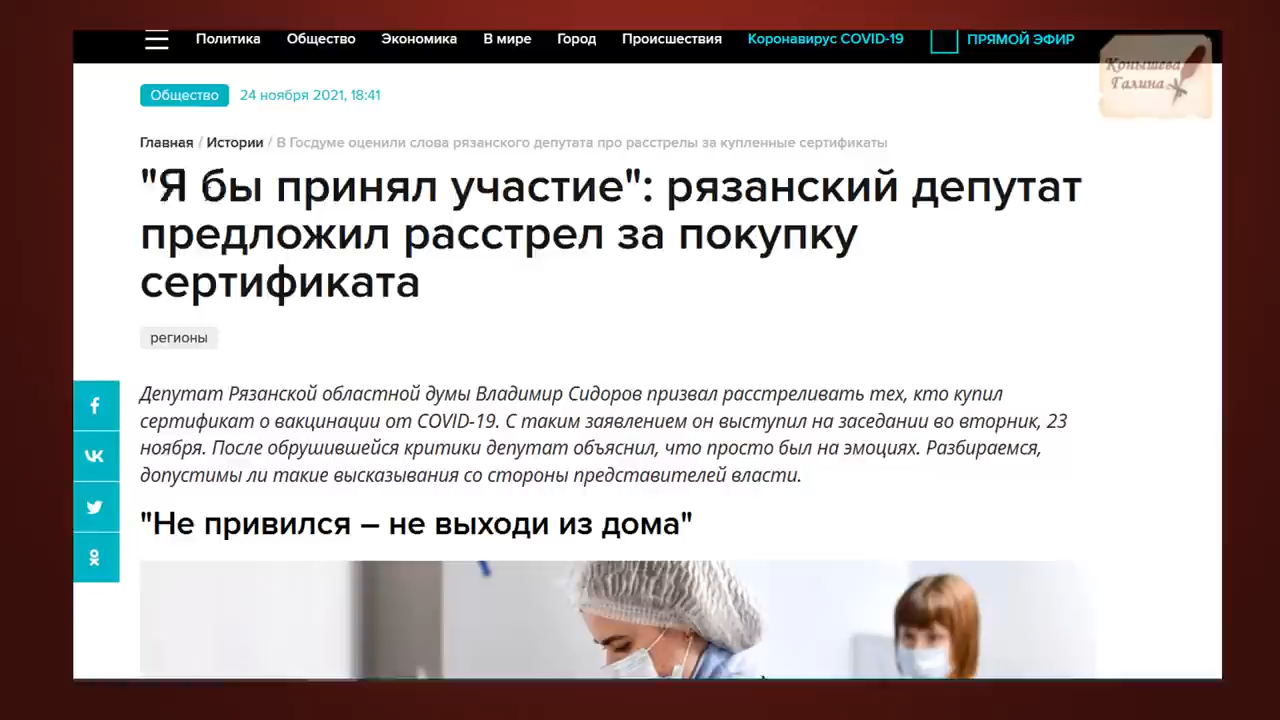 Политика Общество Экономика В мире Город Происшествия Коронавирус COVID-19 ПРЯМОЙ ЭФИР
Конышева
Галина
Общество 24 ноября 2021, 18:41
Главная / Истории / В Госдуме оценили слова рязанского депутата про расстрелы за купленные сертификаты
"Я бы принял участие": рязанский депутат
предложил расстрел за покупку
сертификата
регионы
Депутат Рязанской областной думы Владимир Сидоров призвал расстреливать тех, кто купил
сертификат о вакцинации от COVID-19. С таким заявлением он выступил на заседании во вторник, 23
ноября. После обрушившейся критики депутат объяснил, что просто был на эмоциях. Разбираемся,
допустимы ли такие высказывания со стороны представителей власти.
"Не привился – не выходи из дома"